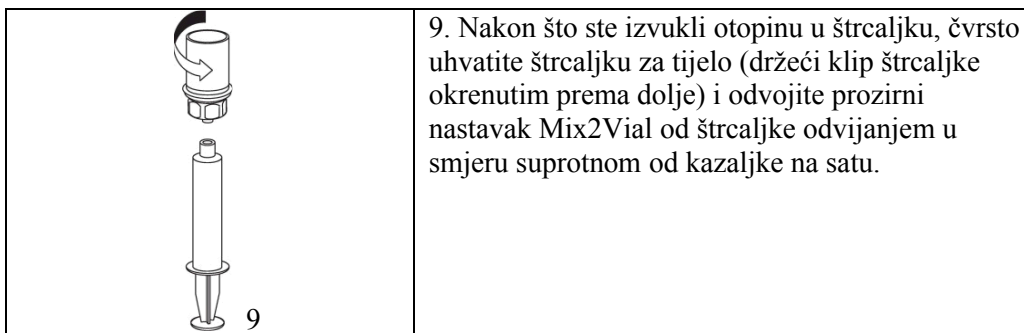 9
9. Nakon što ste izvukli otopinu u štrcaljku, čvrsto
uhvatite štrcaljku za tijelo (držeći klip štrcaljke
okrenutim prema dolje) i odvojite prozirni
nastavak Mix2Vial od štrcaljke odvijanjem u
smjeru suprotnom od kazaljke na satu.